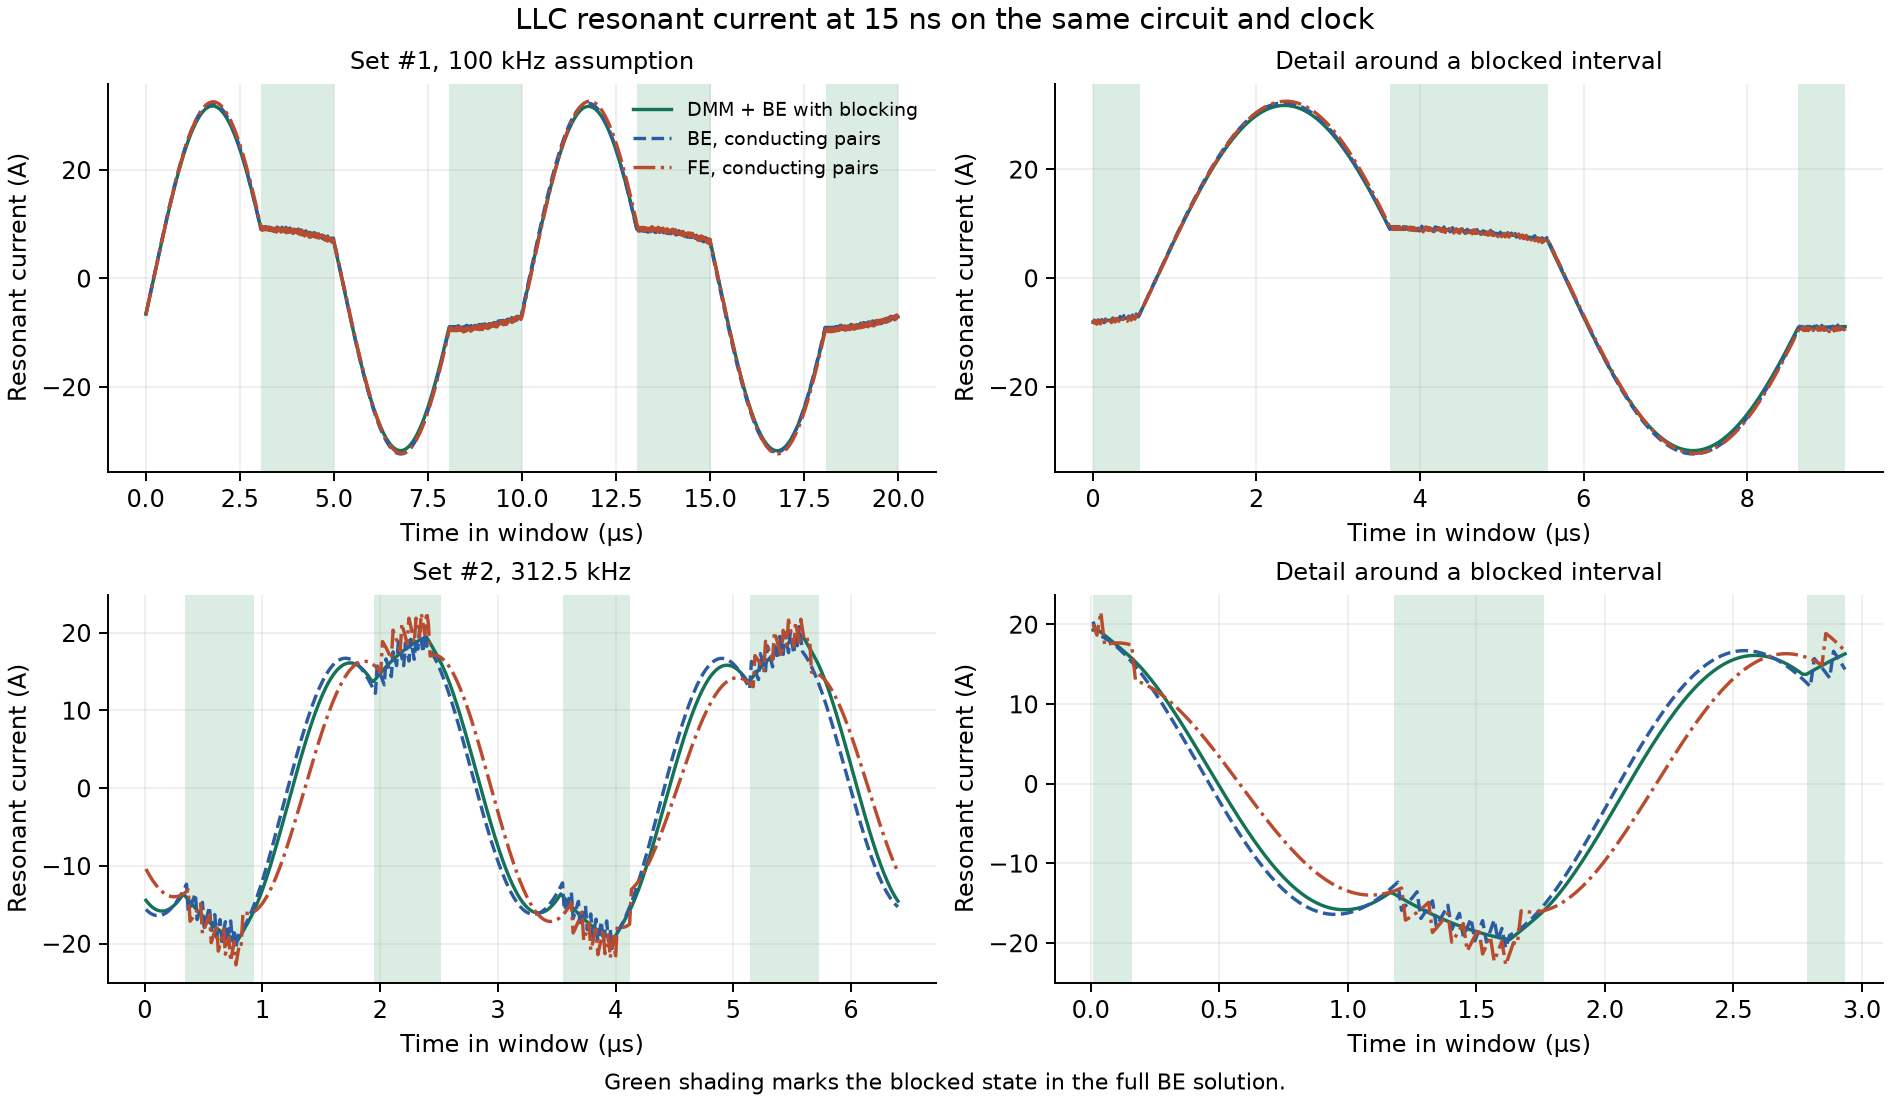 LLC resonant current at 15 ns on the same circuit and clock
Set #1, 100 kHz assumption
Resonant current (A)
20
0
−20
DMM + BE with blocking
BE, conducting pairs
FE, conducting pairs
0.0 2.5 5.0 7.5 10.0 12.5 15.0 17.5 20.0
Time in window (µs)
Detail around a blocked interval
Resonant current (A)
20
0
−20
0 2 4 6 8
Time in window (µs)
Set #2, 312.5 kHz
Resonant current (A)
20
10
0
−10
−20
0 1 2 3 4 5 6
Time in window (µs)
Detail around a blocked interval
Resonant current (A)
20
10
0
−10
−20
0.0 0.5 1.0 1.5 2.0 2.5 3.0
Time in window (µs)
Green shading marks the blocked state in the full BE solution.